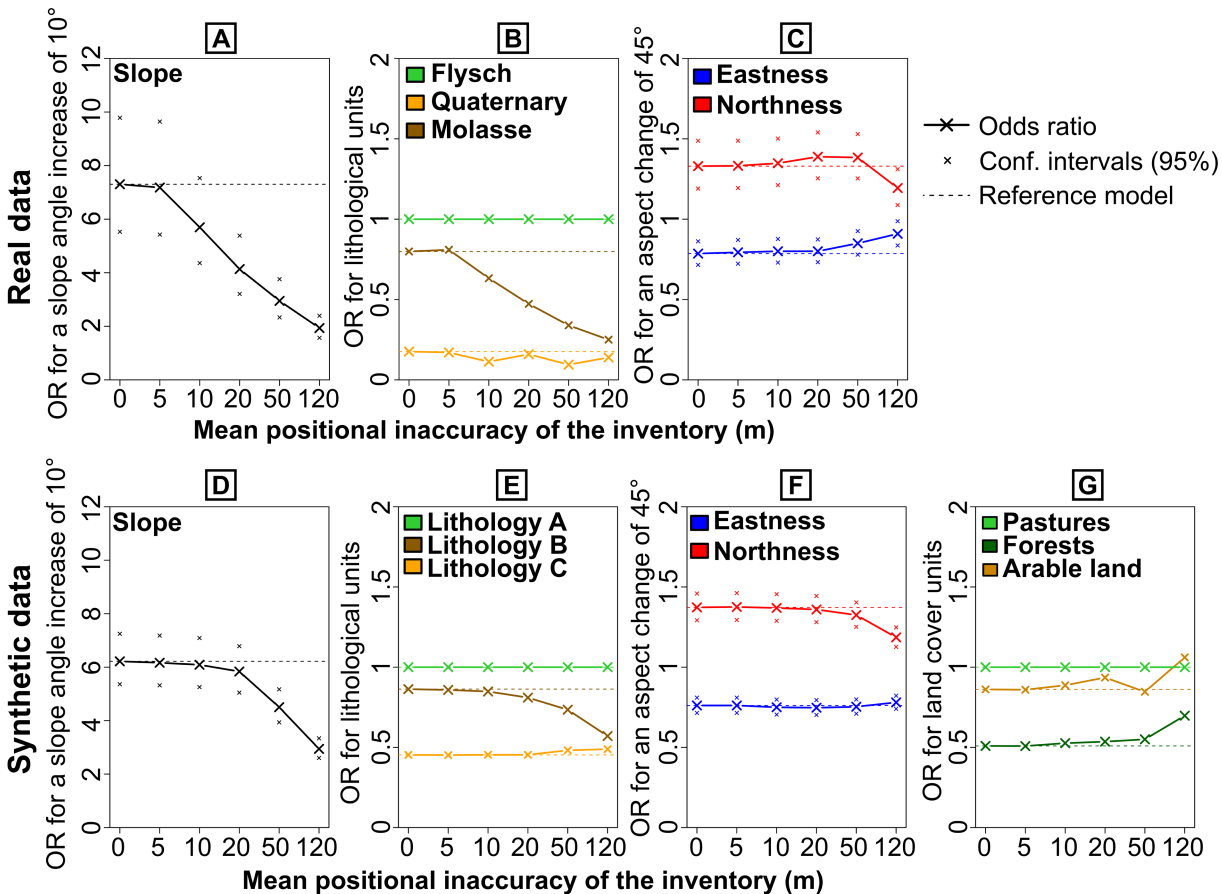 A
B
C
Real data
OR for a slope angle increase of 10°
12
10
8
6
4
2
0
Slope
0 5 10 20 50 120
OR for lithological units
2
1.5
1
0.5
0
Flysch
Quaternary
Molasse
0 5 10 20 50 120
OR for an aspect change of 45°
2
1.5
1
0.5
0
Eastness
Northness
0 5 10 20 50 120
Odds ratio
Conf. intervals (95%)
Reference model
Mean positional inaccuracy of the inventory (m)
D
E
F
G
Synthetic data
OR for a slope angle increase of 10°
12
10
8
6
4
2
0
Slope
0 5 10 20 50 120
OR for lithological units
2
1.5
1
0.5
0
Lithology A
Lithology B
Lithology C
0 5 10 20 50 120
OR for an aspect change of 45°
2
1.5
1
0.5
0
Eastness
Northness
0 5 10 20 50 120
OR for land cover units
2
1.5
1
0.5
0
Pastures
Forests
Arable land
0 5 10 20 50 120
Mean positional inaccuracy of the inventory (m)